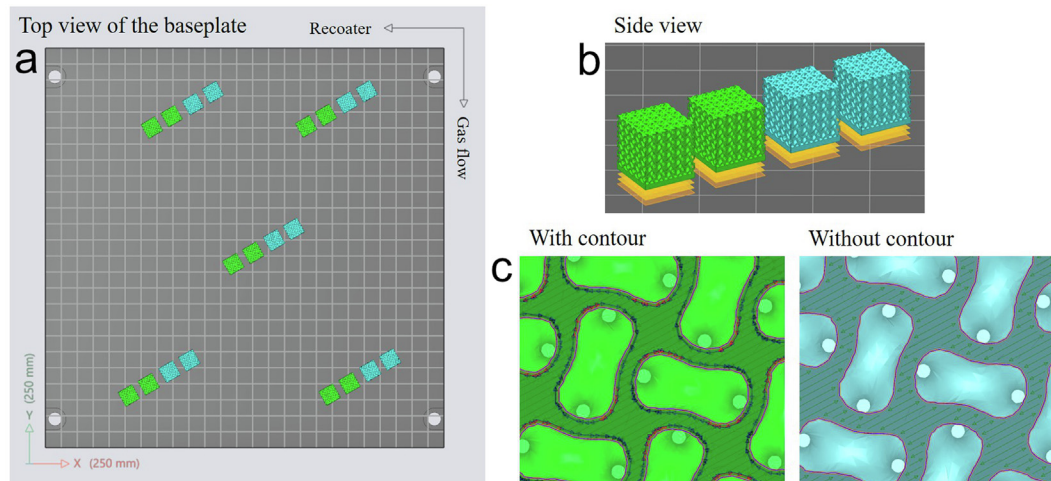 Top view of the baseplate
a
Recoater
Gas flow
Y (250 mm)
X (250 mm)
Side view
b
With contour
Without contour
c